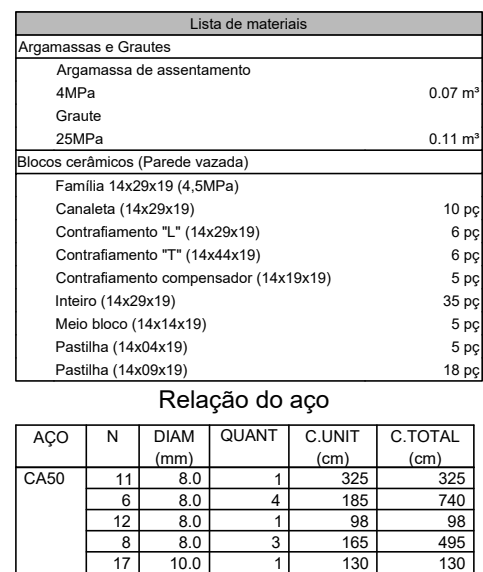 Lista de materiais
Argamassas e Grautes
Argamassa de assentamento
4MPa 0.07 m³
Graute
25MPa 0.11 m³
Blocos cerâmicos (Parede vazada)
Família 14x29x19 (4,5MPa)
Canaleta (14x29x19) 10 pç
Contrafiamento "L" (14x29x19) 6 pç
Contrafiamento "T" (14x44x19) 6 pç
Contrafiamento compensador (14x19x19) 5 pç
Inteiro (14x29x19) 35 pç
Meio bloco (14x14x19) 5 pç
Pastilha (14x04x19) 5 pç
Pastilha (14x09x19) 18 pç
Relação do aço
AÇO N DIAM QUANT C.UNIT C.TOTAL
(mm) (cm) (cm)
CA50 11 8.0 1 325 325
6 8.0 4 185 740
12 8.0 1 98 98
8 8.0 3 165 495
17 10.0 1 130 130